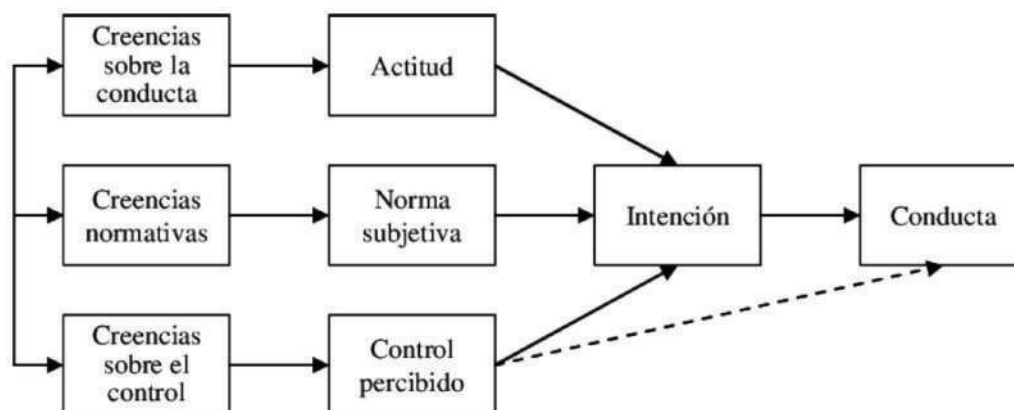 Creencias
sobre la
conducta
Actitud
Creencias
normativas
Norma
subjetiva
Intención
Conducta
Creencias
sobre el
control
Control
percibido